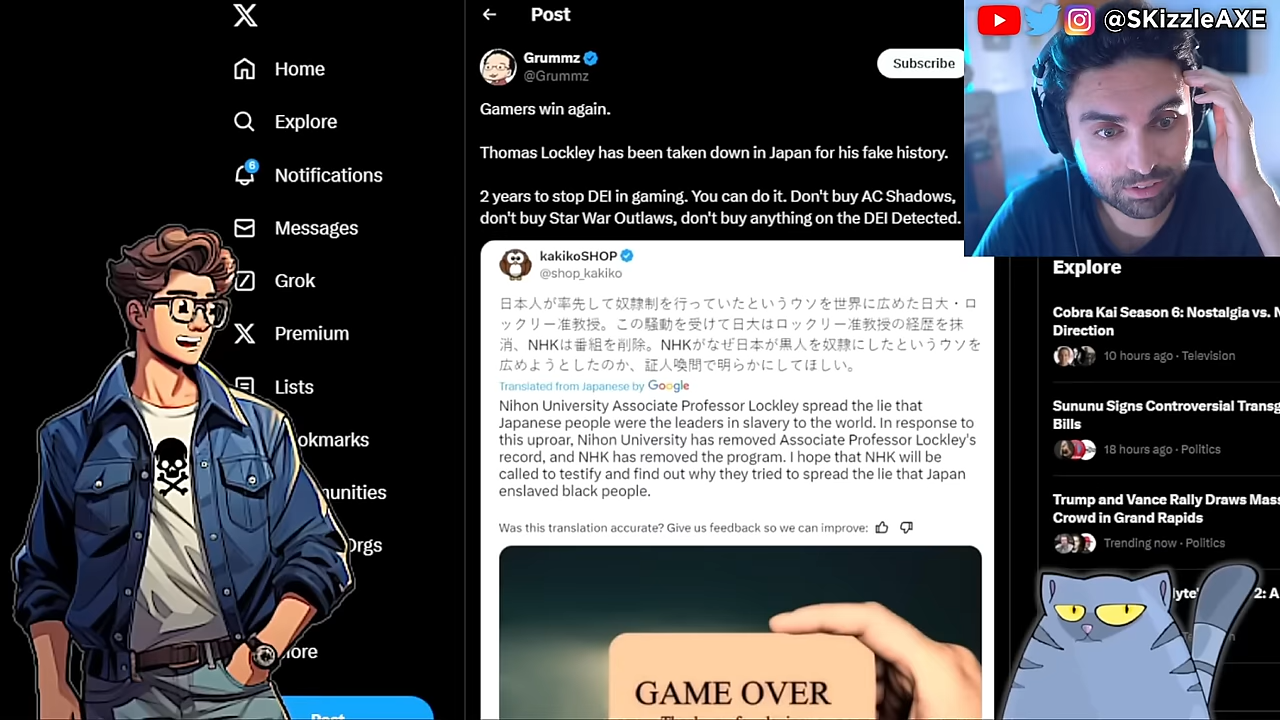 @SKizzleAXE
Home
Explore
6
Notifications
Messages
Grok
Premium
Lists
Post
Grummz
@Grummz
Subscribe
Gamers win again.
Thomas Lockley has been taken down in Japan for his fake history.
2 years to stop DEI in gaming. You can do it. Don't buy AC Shadows,
don't buy Star War Outlaws, don't buy anything on the DEI Detected.
kakikoSHOP
@shop_kakiko
日本人が率先して奴隷制を行っていたというウソを世界に広めた日大・ロ
ックリー准教授。この騒動を受けて日大はロックリー准教授の経歴を抹
消、NHKは番組を削除。NHKがなぜ日本が黒人を奴隷にしたというウソを
広めようとしたのか、証人喚問で明らかにしてほしい。
Translated from Japanese by Google
Nihon University Associate Professor Lockley spread the lie that
Japanese people were the leaders in slavery to the world. In response to
this uproar, Nihon University has removed Associate Professor Lockley's
record, and NHK has removed the program. I hope that NHK will be
called to testify and find out why they tried to spread the lie that Japan
enslaved black people.
Was this translation accurate? Give us feedback so we can improve:
GAME OVER
Explore
Cobra Kai Season 6: Nostalgia vs.
Direction
10 hours ago · Television
Sununu Signs Controversial
Bills
18 hours ago · Politics
Trump and Vance Rally Draws
Crowd in Grand Rapids
Trending now · Politics
2: